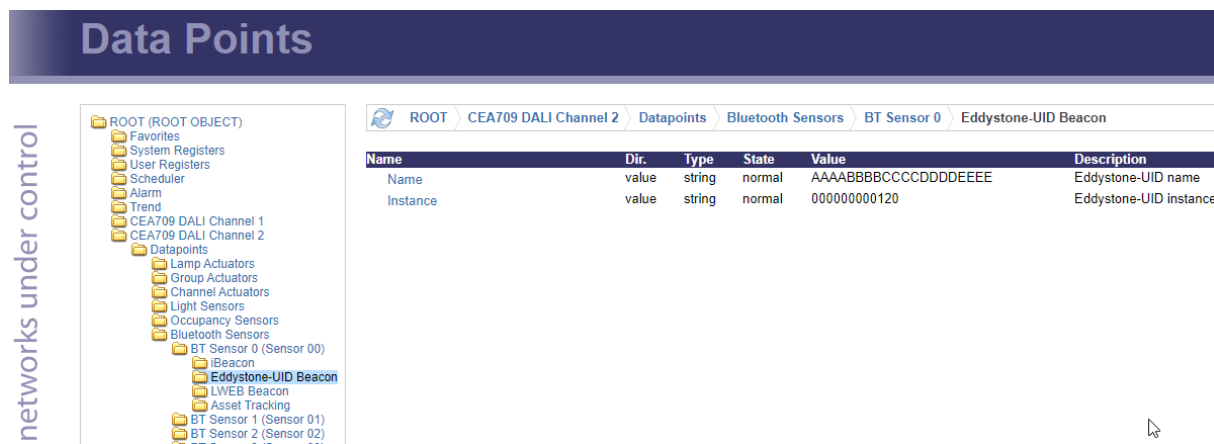 Data Points
networks under control
ROOT (ROOT OBJECT)
Favorites
System Registers
User Registers
Scheduler
Alarm
Trend
CEA709 DALI Channel 1
CEA709 DALI Channel 2
Datapoints
Lamp Actuators
Group Actuators
Channel Actuators
Light Sensors
Occupancy Sensors
Bluetooth Sensors
BT Sensor 0 (Sensor 00)
iBeacon
Eddystone-UID Beacon
LWEB Beacon
Asset Tracking
BT Sensor 1 (Sensor 01)
BT Sensor 2 (Sensor 02)
ROOT CEA709 DALI Channel 2 Datapoints Bluetooth Sensors BT Sensor 0 Eddystone-UID Beacon
Name Dir. Type State Value Description
Name value string normal AAAABBBBCCCCDDDDEEEE Eddystone-UID name
Instance value string normal 000000000120 Eddystone-UID instance